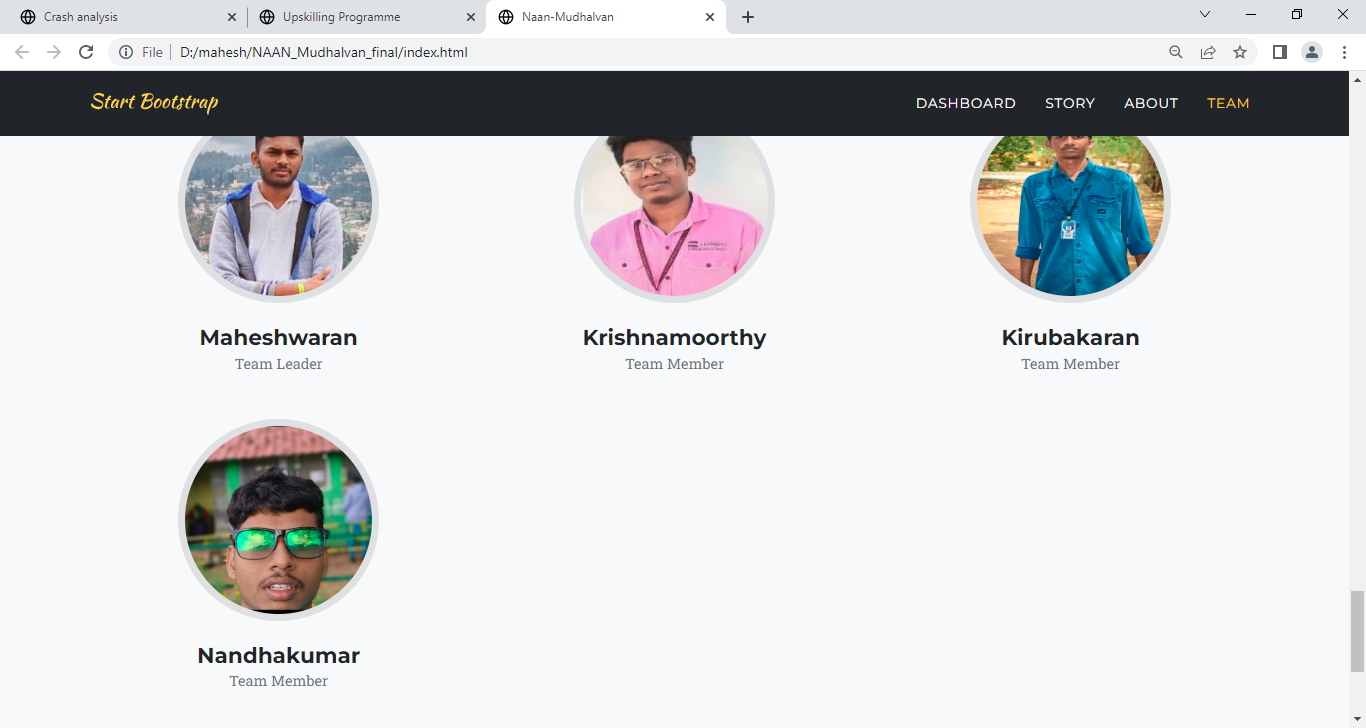 Crash analysis
Upskilling Programme
Naan-Mudhalvan
File
D:/mahesh/NAAN_Mudhalvan_final/index.html
Start Bootstrap
DASHBOARD
STORY
ABOUT
TEAM
Maheshwaran
Team Leader
Krishnamoorthy
Team Member
Kirubakaran
Team Member
Nandhakumar
Team Member